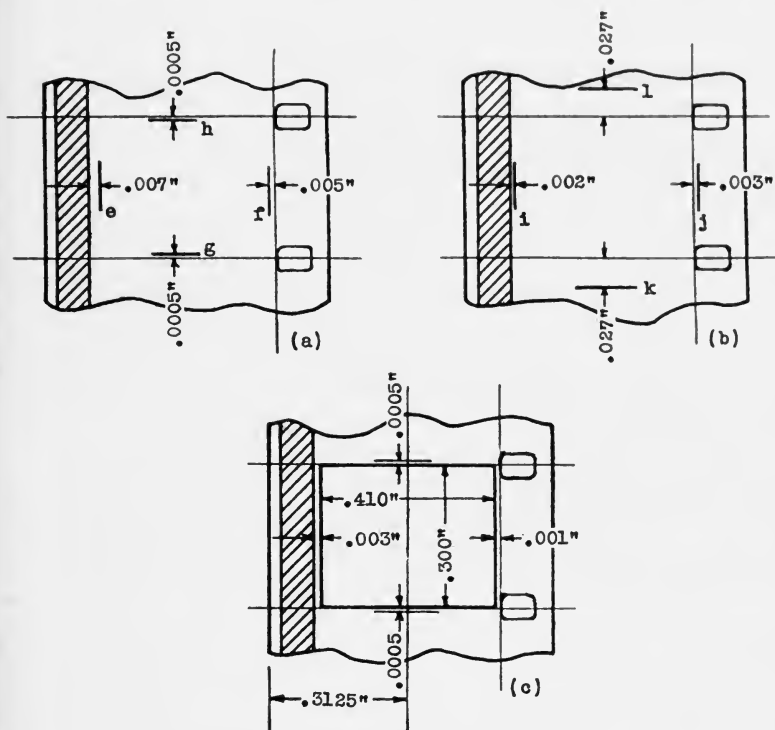 .0005"
h
.007"
.005"
e
f
g
.0005"
(a)
.027"
l
.002"
.003"
i
j
k
.027"
(b)
.0005"
.410"
.003"
.300"
.001"
.0005
.3125"
(c)